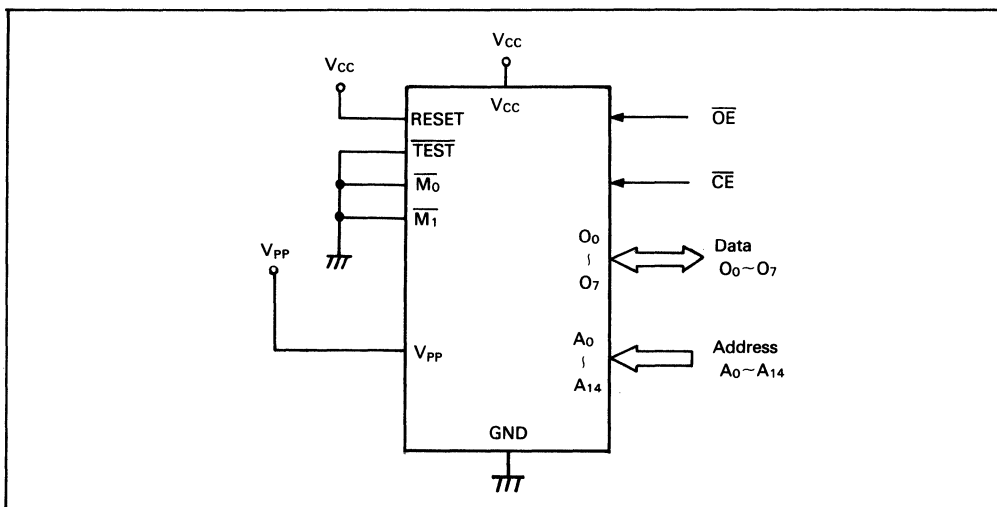 Vcc
Vcc
Vcc
RESET
TEST
M0
M1
VPP
VPP
OE
CE
O0
~
O7
Data
O0~O7
A0
~
A14
Address
A0~A14
GND